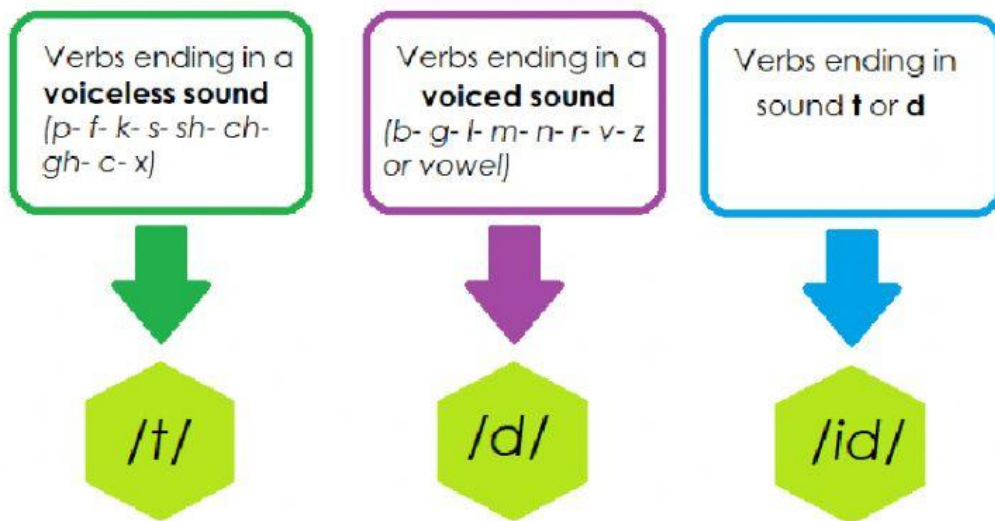 Verbs ending in a
voiceless sound
(p- f- k- s- sh- ch-
gh- c- x)
Verbs ending in a
voiced sound
(b- g- l- m- n- r- v- z
or vowel)
Verbs ending in
sound t or d
/t/
/d/
/id/